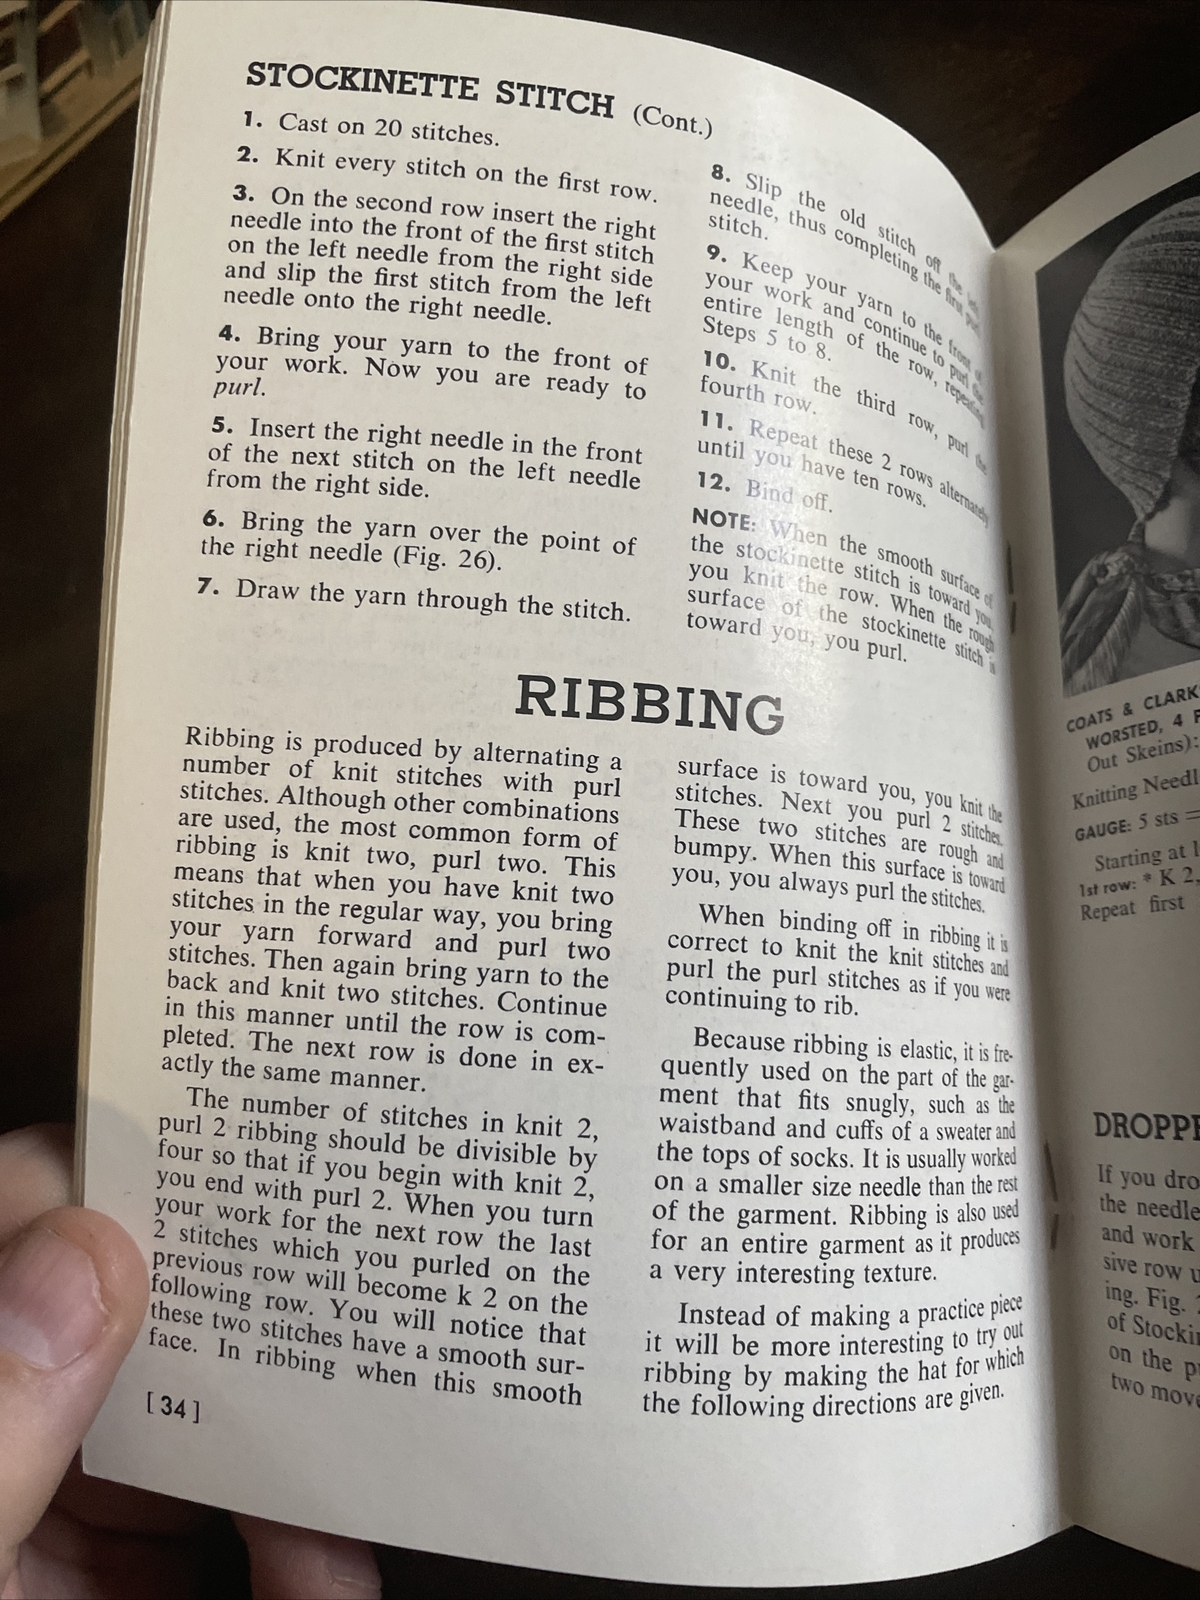 STOCKINETTE STITCH (Cont.)
1. Cast on 20 stitches.
2. Knit every stitch on the first row.
3. On the second row insert the right
needle into the front of the first stitch
on the left needle from the right side
and slip the first stitch from the left
needle onto the right needle.
4. Bring your yarn to the front of
your work. Now you are ready to
purl.
5. Insert the right needle in the front
of the next stitch on the left needle
from the right side.
6. Bring the yarn over the point of
the right needle (Fig. 26).
7. Draw the yarn through the stitch.
8. Slip the old stitch off the left
needle, thus completing the first purl
stitch.
9. Keep your yarn to the front of
your work and continue to purl the
entire length of the row, repeating
Steps 5 to 8.
10. Knit the third row, purl the
fourth row.
11. Repeat these 2 rows alternately
until you have ten rows.
12. Bind off.
NOTE: When the smooth surface of
the stockinette stitch is toward you,
you knit the row. When the rough
surface of the stockinette stitch is
toward you, you purl.
RIBBING
Ribbing is produced by alternating a
number of knit stitches with purl
stitches. Although other combinations
are used, the most common form of
ribbing is knit two, purl two. This
means that when you have knit two
stitches in the regular way, you bring
your yarn forward and purl two
stitches. Then again bring yarn to the
back and knit two stitches. Continue
in this manner until the row is com-
pleted. The next row is done in ex-
actly the same manner.
The number of stitches in knit 2,
purl 2 ribbing should be divisible by
four so that if you begin with knit 2,
you end with purl 2. When you turn
your work for the next row the last
2 stitches which you purled on the
previous row will become k 2 on the
following row. You will notice that
these two stitches have a smooth sur-
face. In ribbing when this smooth
surface is toward you, you knit the
stitches. Next you purl 2 stitches.
These two stitches are rough and
bumpy. When this surface is toward
you, you always purl the stitches.
When binding off in ribbing it is
correct to knit the knit stitches and
purl the purl stitches as if you were
continuing to rib.
Because ribbing is elastic, it is fre-
quently used on the part of the gar-
ment that fits snugly, such as the
waistband and cuffs of a sweater and
the tops of socks. It is usually worked
on a smaller size needle than the rest
of the garment. Ribbing is also used
for an entire garment as it produces
a very interesting texture.
Instead of making a practice piece
it will be more interesting to try out
ribbing by making the hat for which
the following directions are given.
[ 34 ]
COATS & CLARK
WORSTED, 4
Out Skeins):
Knitting
GAUGE: 5 sts =
Starting at
1st row: * K 2,
Repeat first
If you
the needle
and work
sive row
ing. Fig.
of
on the
two